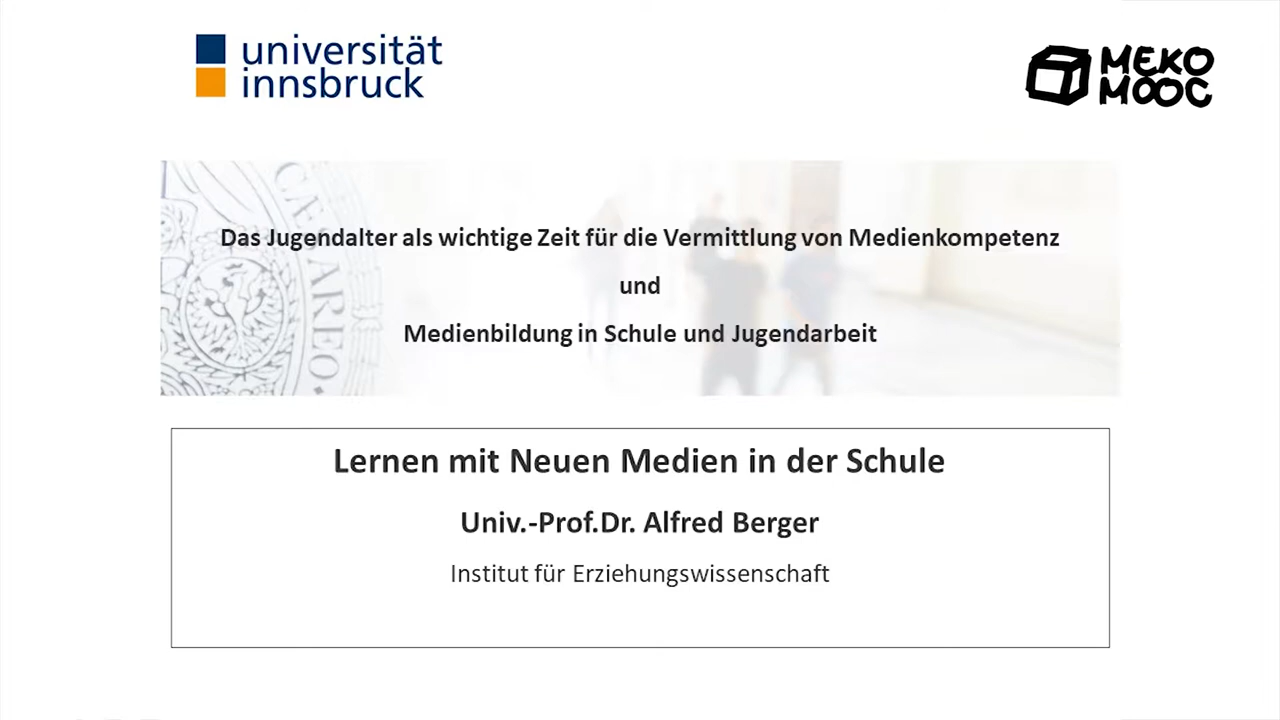 universität
innsbruck
MEKO
MOOC
CÆSAREO
Das Jugendalter als wichtige Zeit für die Vermittlung von Medienkompetenz
und
Medienbildung in Schule und Jugendarbeit
Lernen mit Neuen Medien in der Schule
Univ.-Prof.Dr. Alfred Berger
Institut für Erziehungswissenschaft